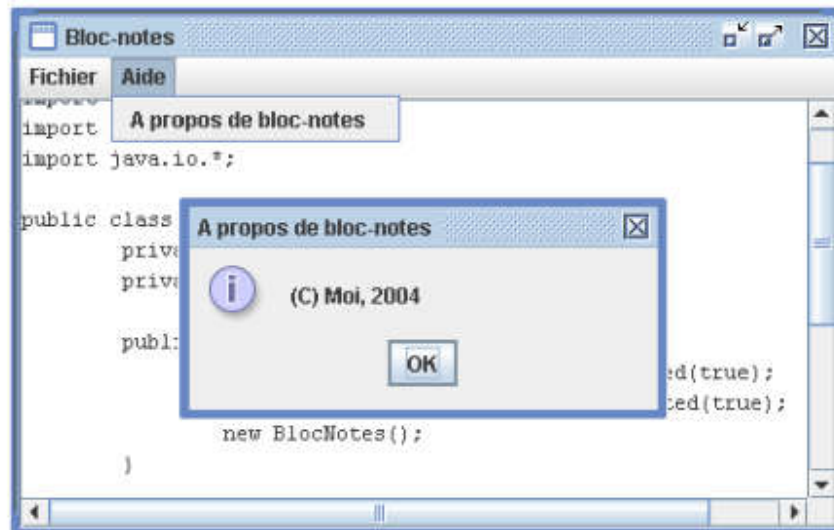 Bloc-notes
Fichier Aide
A propos de bloc-notes
import
import java.io.*;
public class
A propos de bloc-notes
(C) Moi, 2004
OK
ed(true);
ted(true);
new BlocNotes();
}